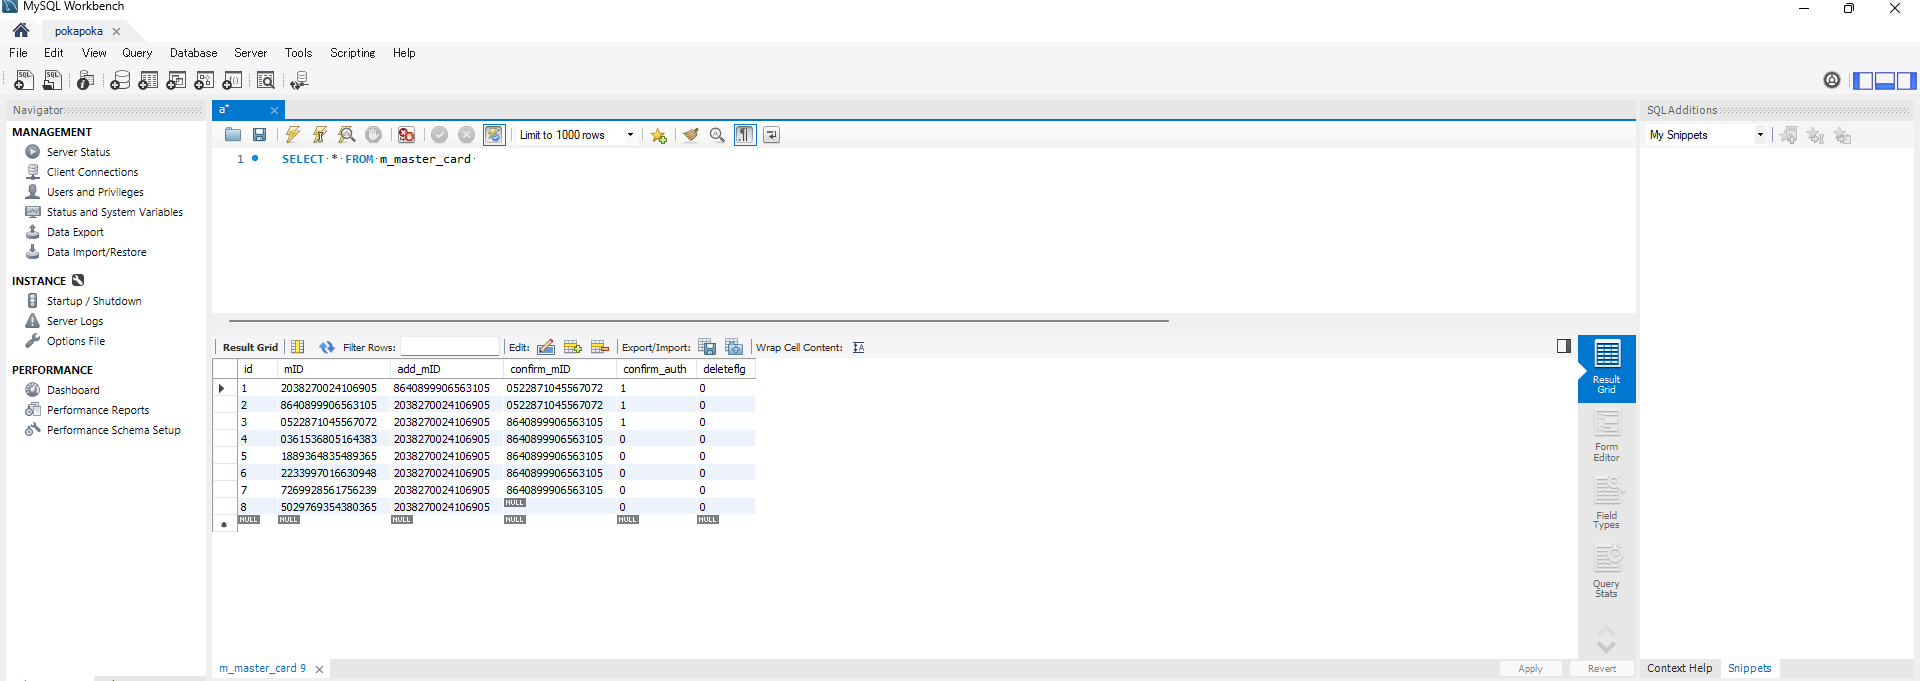 MySQL Workbench
pokapoka
File Edit View Query Database Server Tools Scripting Help
Navigator
MANAGEMENT
Server Status
Client Connections
Users and Privileges
Status and System Variables
Data Export
Data Import/Restore
INSTANCE
Startup / Shutdown
Server Logs
Options File
PERFORMANCE
Dashboard
Performance Reports
Performance Schema Setup
a*
Limit to 1000 rows
1 SELECT * FROM m_master_card
Result Grid Filter Rows: Edit: Export/Import: Wrap Cell Content:
id mID add_mID confirm_mID confirm_auth deleteflg
1 2038270024106905 8640899906563105 0522871045567072 1 0
2 8640899906563105 2038270024106905 0522871045567072 1 0
3 0522871045567072 2038270024106905 8640899906563105 1 0
4 0361536805164383 2038270024106905 8640899906563105 0 0
5 1889364835489365 2038270024106905 8640899906563105 0 0
6 2233997016630948 2038270024106905 8640899906563105 0 0
7 7269928561756239 2038270024106905 8640899906563105 0 0
8 5029769354380365 2038270024106905 NULL 0 0
NULL NULL NULL NULL NULL NULL
Result
Grid
Form
Editor
Field
Types
Query
Stats
m_master_card 9
Apply Revert
SQLAdditions
My Snippets
Context Help Snippets